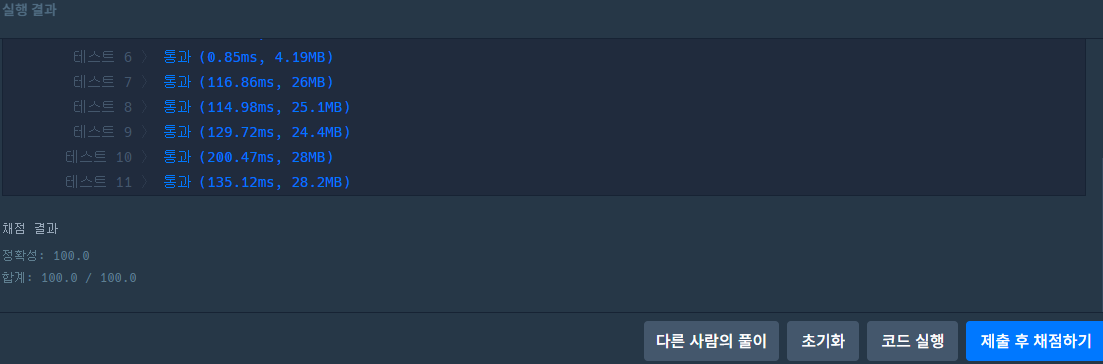 실행 결과
테스트 6 〉 통과 (0.85ms, 4.19MB)
테스트 7 〉 통과 (116.86ms, 26MB)
테스트 8 〉 통과 (114.98ms, 25.1MB)
테스트 9 〉 통과 (129.72ms, 24.4MB)
테스트 10 〉 통과 (200.47ms, 28MB)
테스트 11 〉 통과 (135.12ms, 28.2MB)
채점 결과
정확성: 100.0
합계: 100.0 / 100.0
다른 사람의 풀이 초기화 코드 실행 제출 후 채점하기